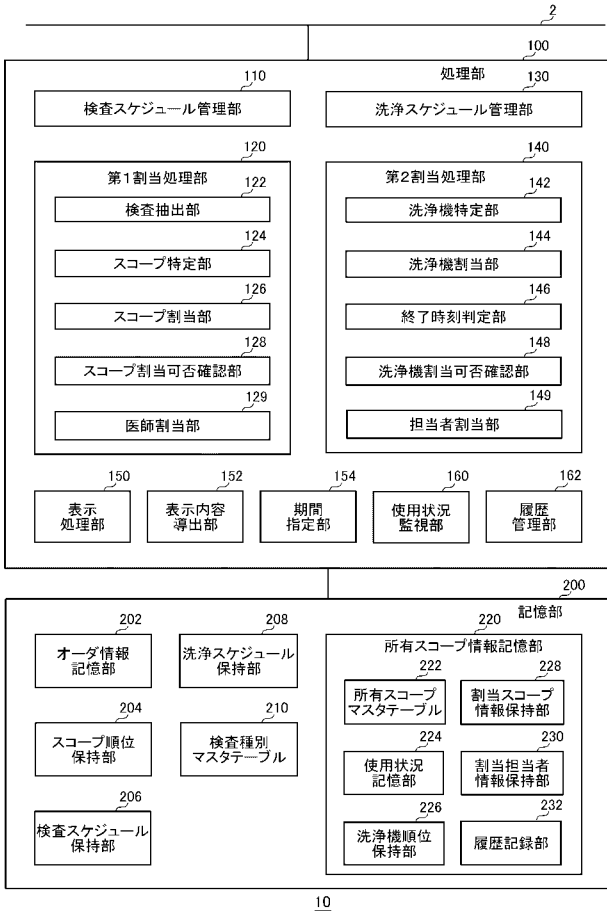 2
100
処理部
110
検査スケジュール管理部
130
洗浄スケジュール管理部
120
第1割当処理部
122
検査抽出部
124
スコープ特定部
126
スコープ割当部
128
スコープ割当可否確認部
129
医師割当部
140
第2割当処理部
142
洗浄機特定部
144
洗浄機割当部
146
終了時刻判定部
148
洗浄機割当可否確認部
149
担当者割当部
150
表示
処理部
152
表示内容
導出部
154
期間
指定部
160
使用状況
監視部
162
履歴
管理部
200
記憶部
202
オーダ情報
記憶部
208
洗浄スケジュール
保持部
204
スコープ順位
保持部
210
検査種別
マスタテーブル
206
検査スケジュール
保持部
220
所有スコープ情報記憶部
222
所有スコープ
マスタテーブル
228
割当スコープ
情報保持部
224
使用状況
記憶部
230
割当担当者
情報保持部
226
洗浄機順位
保持部
232
履歴記録部
10